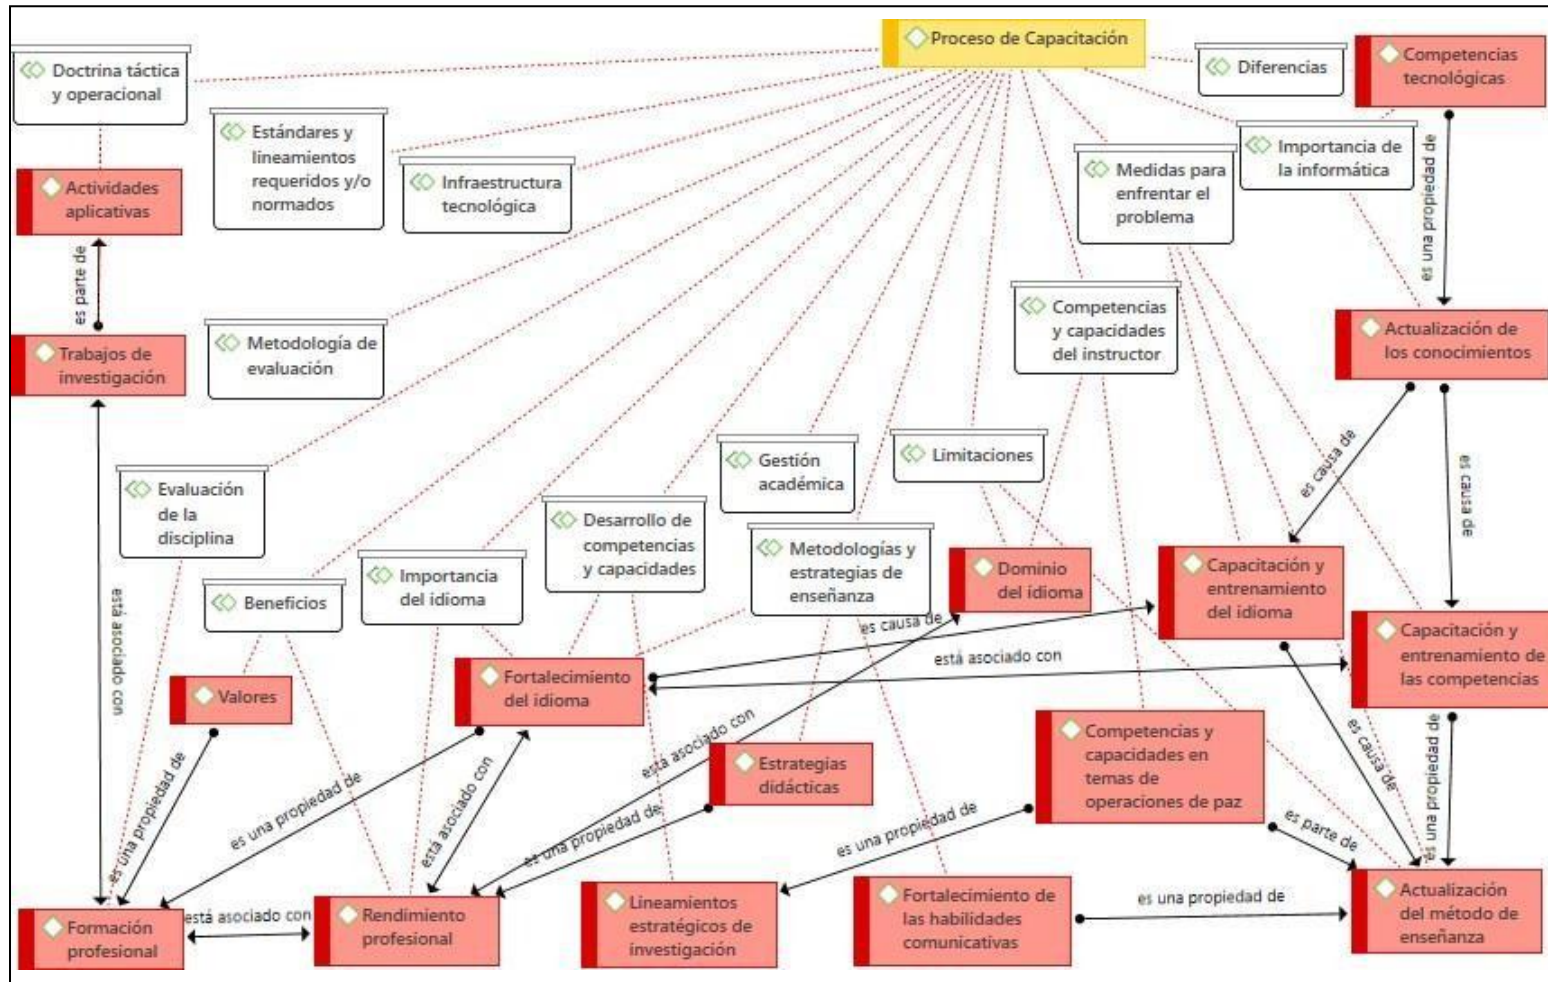 Proceso de Capacitación
Doctrina táctica
y operacional
Diferencias
Competencias
tecnológicas
Estándares y
lineamientos
requeridos y/o
normados
Infraestructura
tecnológica
Medidas para
enfrentar el
problema
Importancia de
la informática
es una propiedad de
Actividades
aplicativas
es parte de
Trabajos de
investigación
Metodología de
evaluación
Competencias
y capacidades
del instructor
Actualización de
los conocimientos
es causa de
es causa de
Evaluación
de la
disciplina
Gestión
académica
Limitaciones
Desarrollo de
competencias
y capacidades
Metodologías y
estrategias de
enseñanza
Importancia
del idioma
Beneficios
Dominio
del idioma
Capacitación y
entrenamiento
del idioma
es causa de
está asociado con
está asociado con
Capacitación y
entrenamiento de
las competencias
Fortalecimiento
del idioma
Valores
es una propiedad de
es una propiedad de
está asociado con
está asociado con
Estrategias
didácticas
es una propiedad de
Competencias y
capacidades en
temas de
operaciones de paz
es causa de
es una propiedad de
es una propiedad de
es parte de
Formación
profesional
está asociado con
Rendimiento
profesional
Lineamientos
estratégicos de
investigación
Fortalecimiento de
las habilidades
comunicativas
es una propiedad de
Actualización
del método de
enseñanza